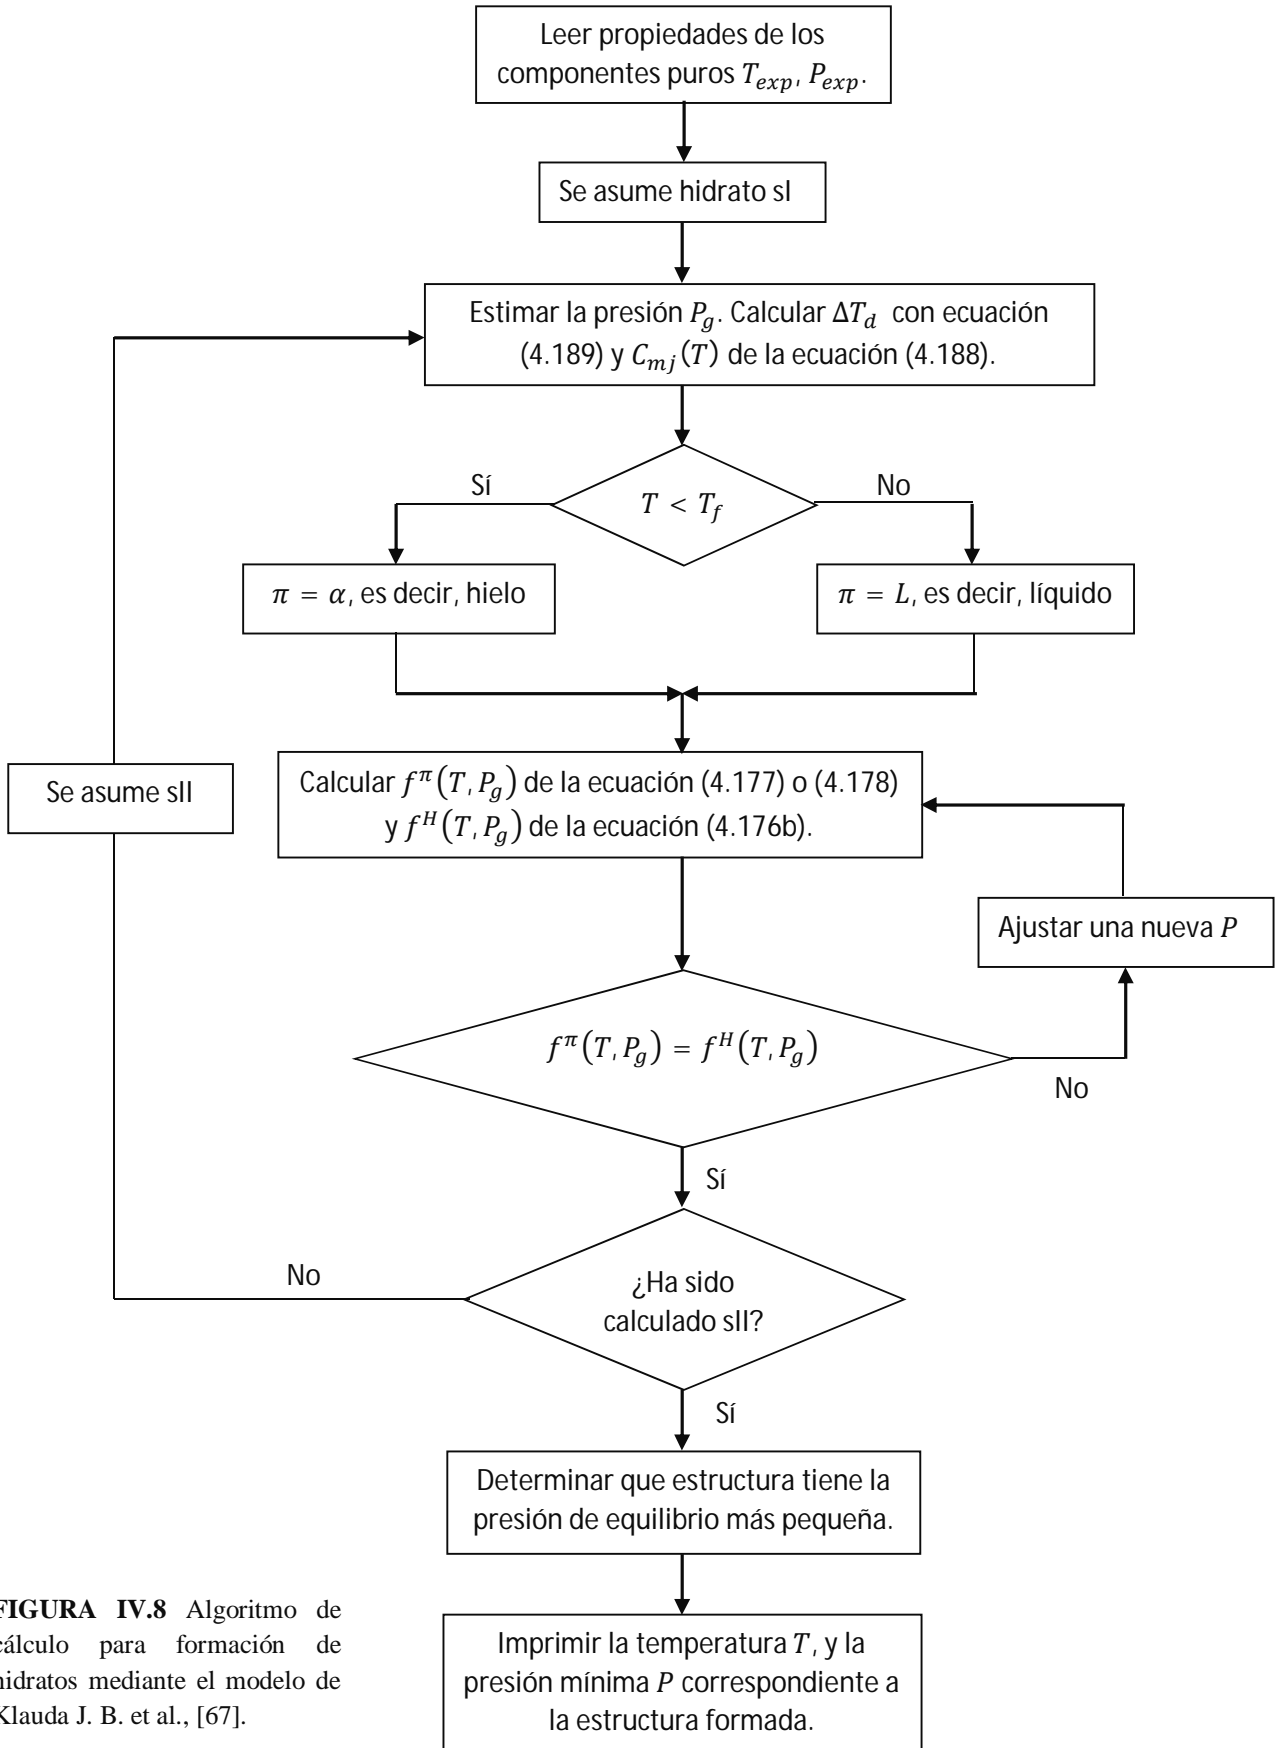 Leer propiedades de los
componentes puros T_exp, P_exp.
Se asume hidrato sI
Estimar la presión P_g. Calcular ΔT_d con ecuación
(4.189) y C_mj(T) de la ecuación (4.188).
Sí
T < T_f
No
π = α, es decir, hielo
π = L, es decir, líquido
Se asume sII
Calcular f^π(T, P_g) de la ecuación (4.177) o (4.178)
y f^H(T, P_g) de la ecuación (4.176b).
Ajustar una nueva P
f^π(T, P_g) = f^H(T, P_g)
No
Sí
No
¿Ha sido
calculado sII?
Sí
Determinar que estructura tiene la
presión de equilibrio más pequeña.
Imprimir la temperatura T, y la
presión mínima P correspondiente a
la estructura formada.
FIGURA IV.8 Algoritmo de
cálculo para formación de
hidratos mediante el modelo de
Klauda J. B. et al., [67].